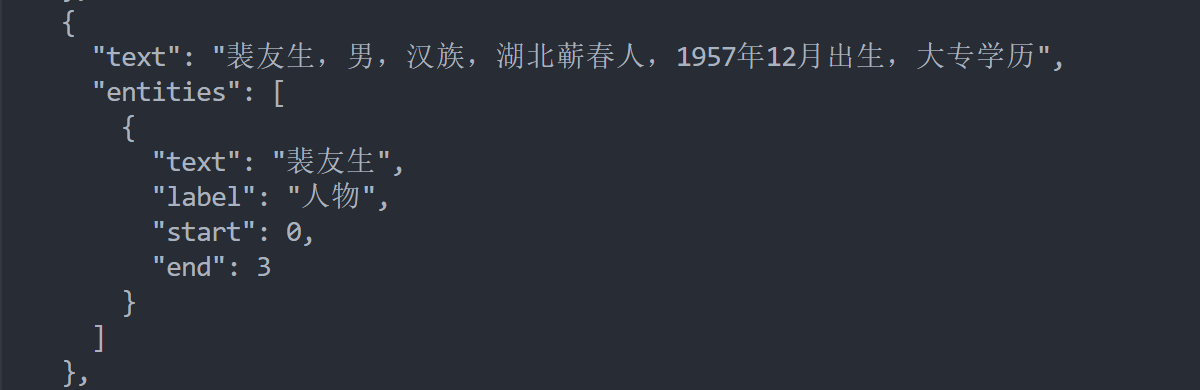 {
"text": "裴友生，男，汉族，湖北蕲春人，1957年12月出生，大专学历",
"entities": [
{
"text": "裴友生",
"label": "人物",
"start": 0,
"end": 3
}
]
},